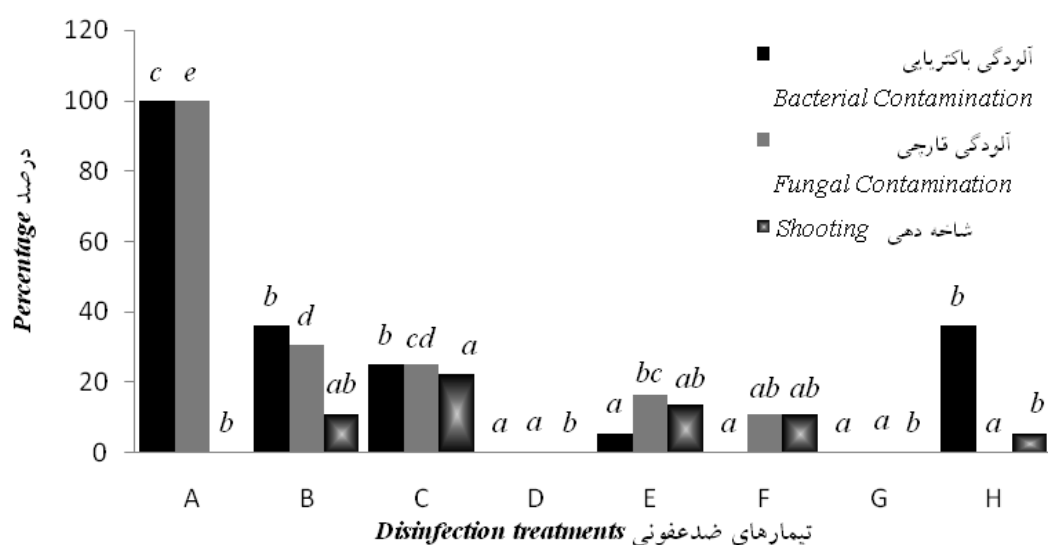 120
100
80
60
40
20
0
Percentage درصد
c e b
b d ab
b cd a
a a b
a bc ab
a ab ab
a a b
b a b
A B C D E F G H
Disinfection treatments تیمارهای ضدعفونی
آلودگی باکتریایی
Bacterial Contamination
آلودگی قارچی
Fungal Contamination
Shooting شاخه دهی